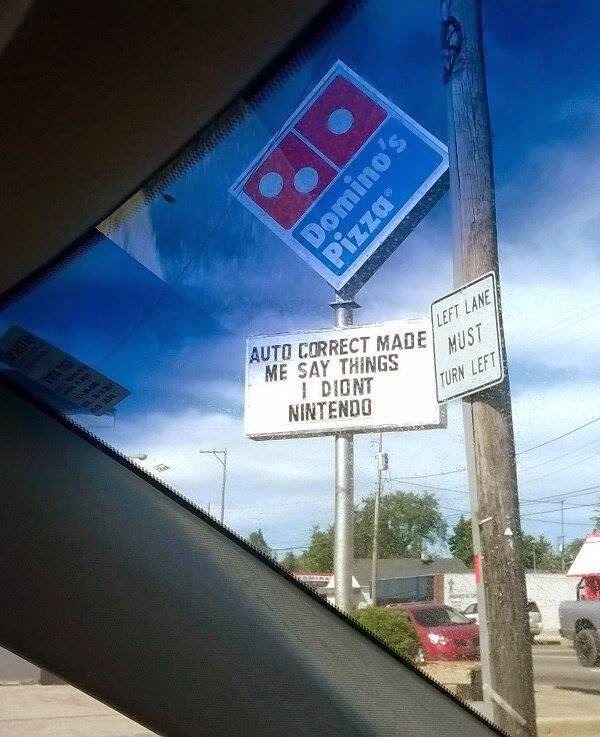 Domino's
Pizza®
AUTO CORRECT MADE
ME SAY THINGS
I DIDNT
NINTENDO
LEFT LANE
MUST
TURN LEFT